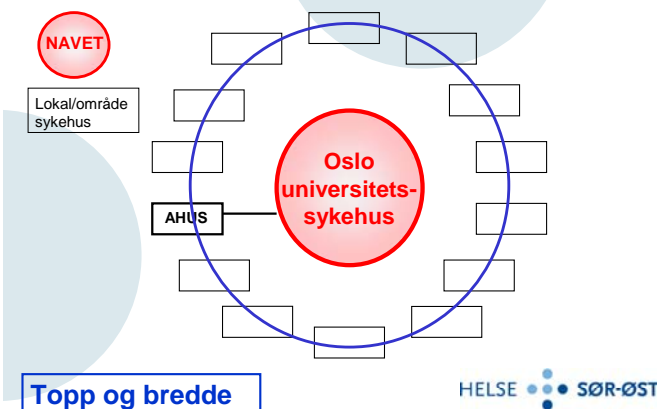 NAVET
Lokal/område
sykehus
Oslo
universitets-
sykehus
AHUS
Topp og bredde
HELSE SØR-ØST